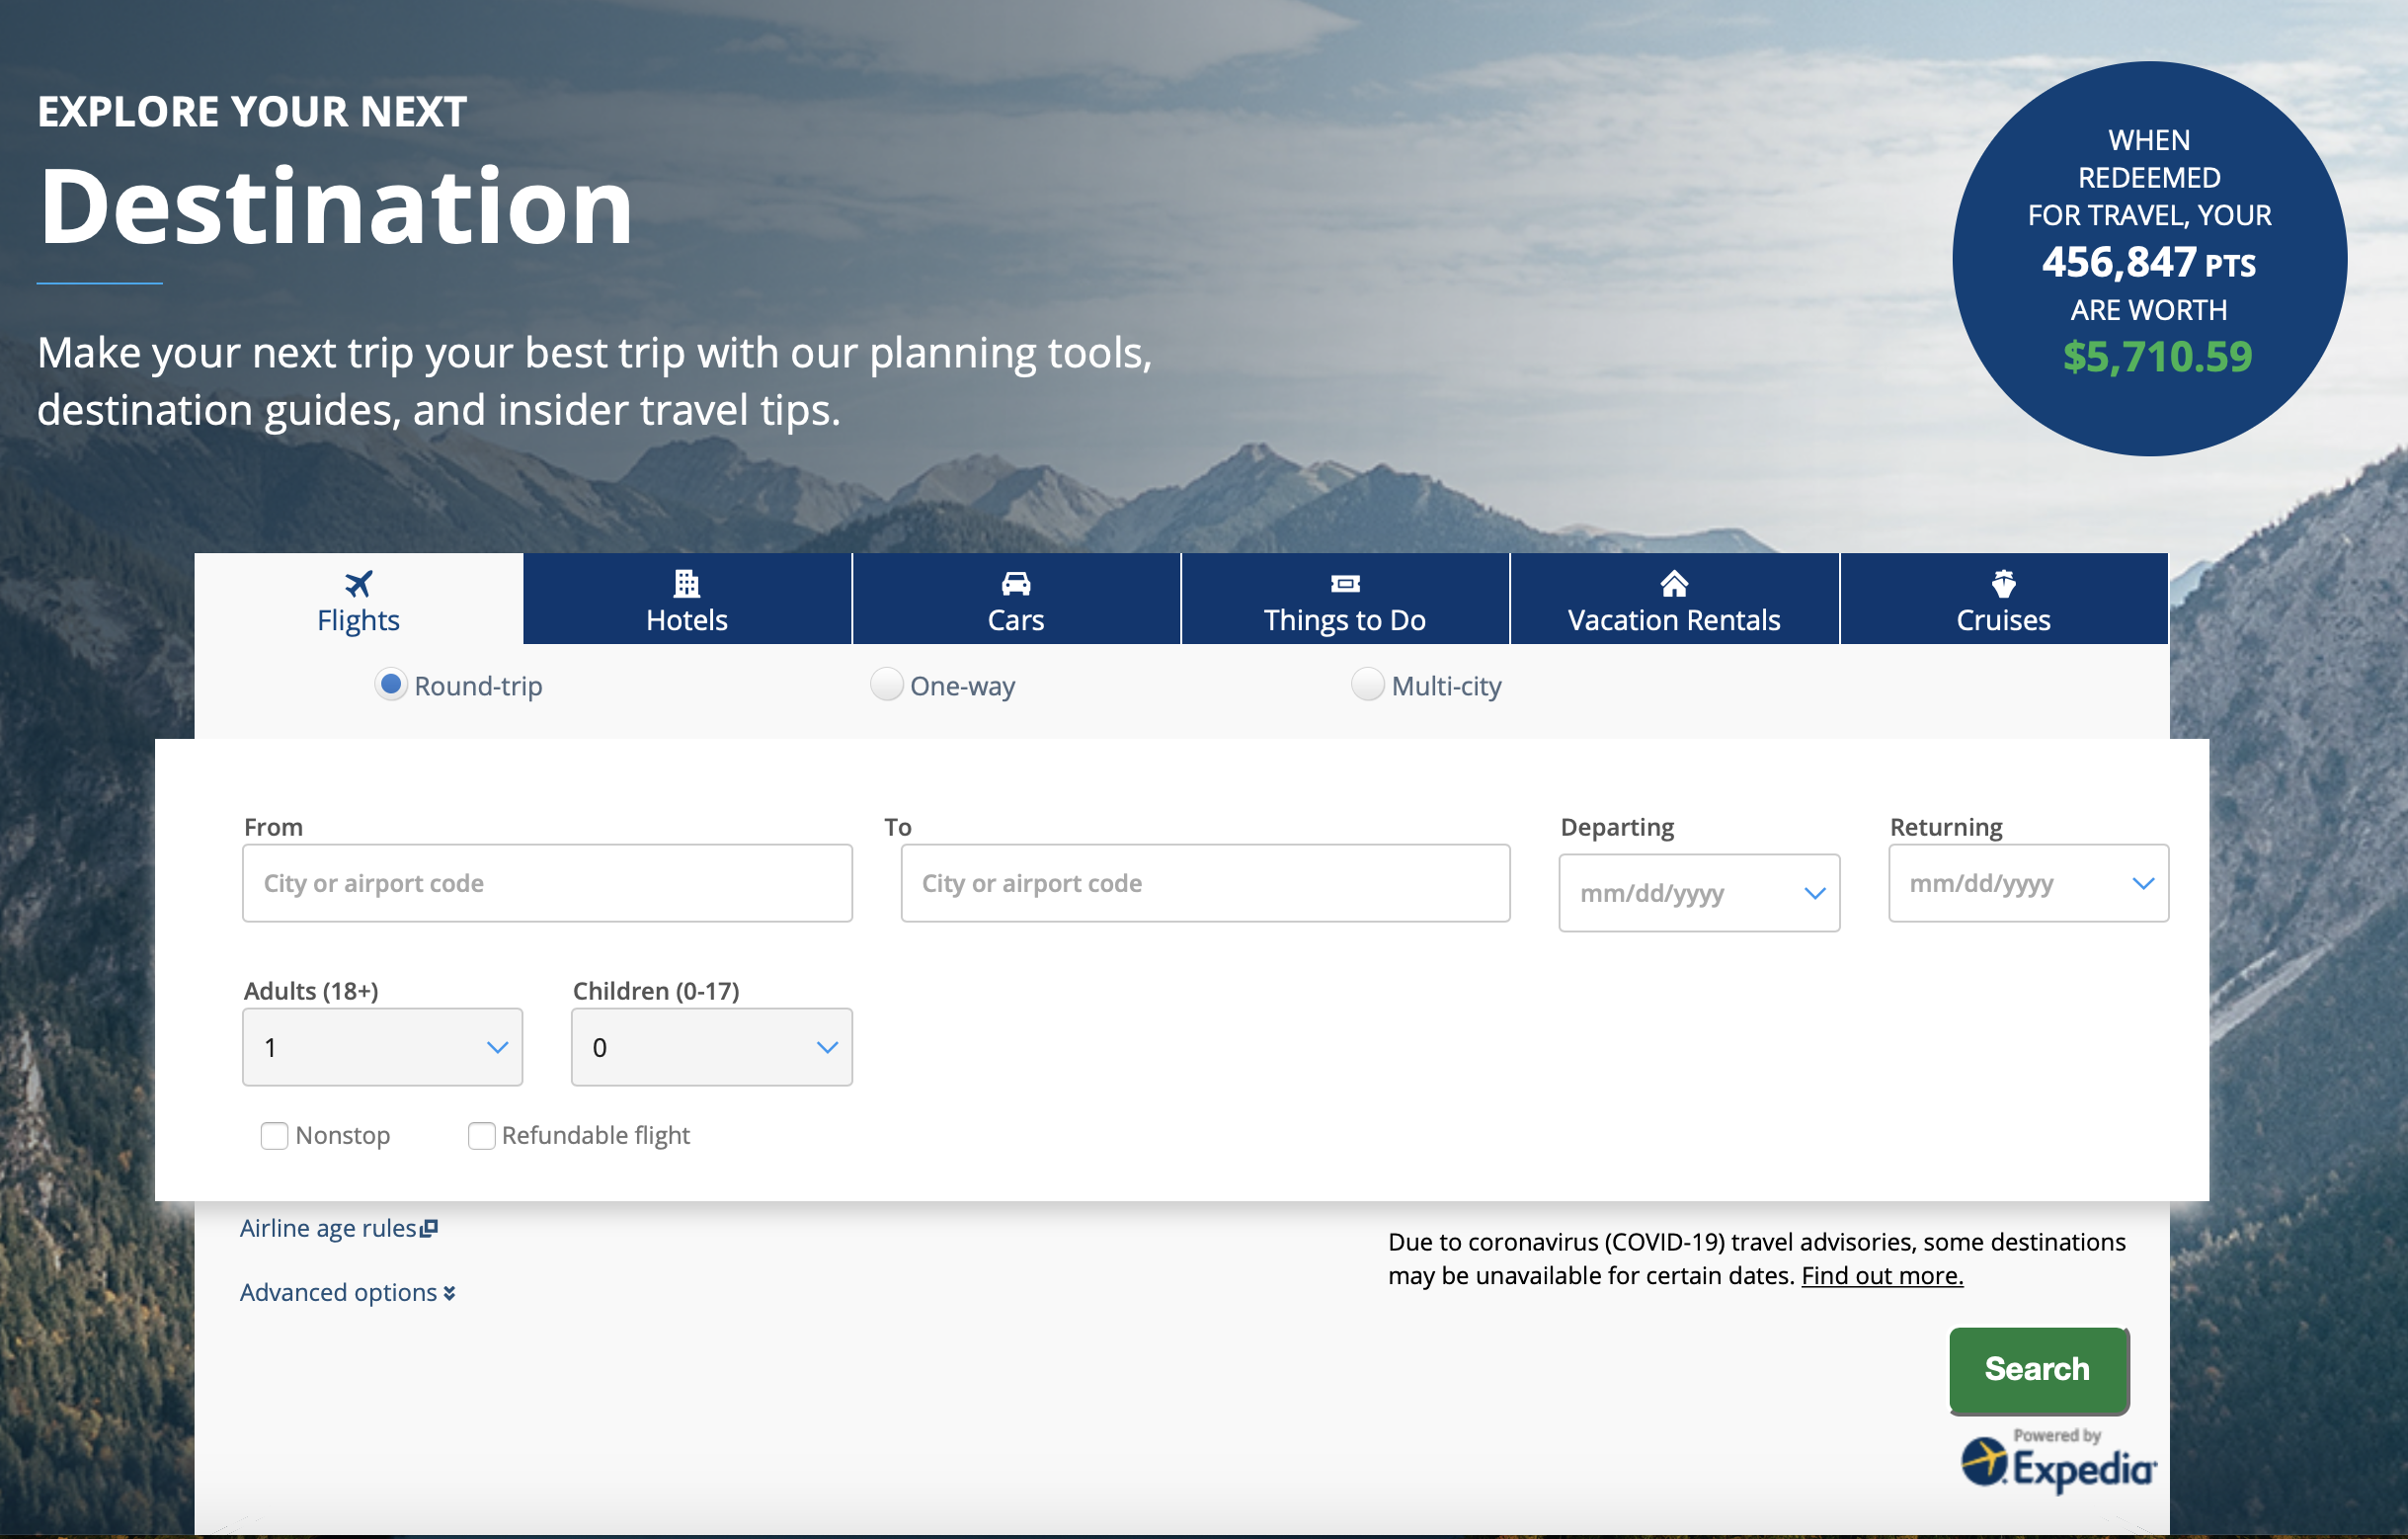 EXPLORE YOUR NEXT
Destination
Make your next trip your best trip with our planning tools,
destination guides, and insider travel tips.
WHEN
REDEEMED
FOR TRAVEL, YOUR
456,847 PTS
ARE WORTH
$5,710.59
Flights
Hotels
Cars
Things to Do
Vacation Rentals
Cruises
Round-trip
One-way
Multi-city
From
To
Departing
Returning
City or airport code
City or airport code
mm/dd/yyyy
mm/dd/yyyy
Adults (18+)
Children (0-17)
1
0
Nonstop
Refundable flight
Airline age rules
Advanced options
Due to coronavirus (COVID-19) travel advisories, some destinations
may be unavailable for certain dates. Find out more.
Search
Powered by
Expedia